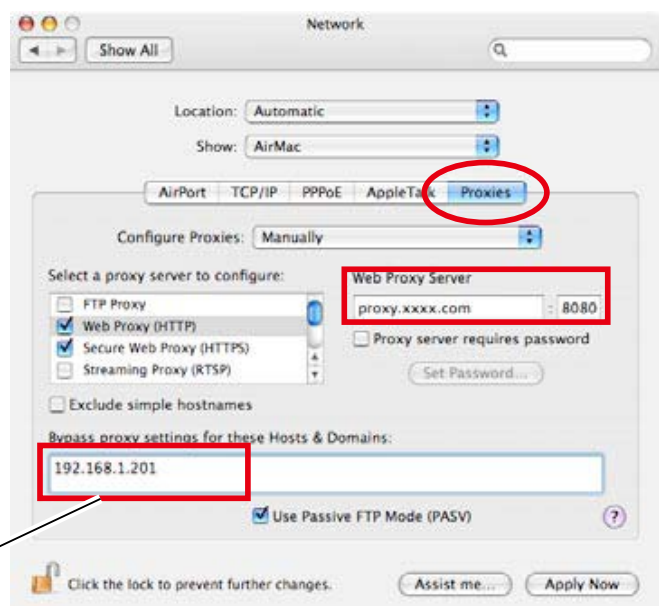 Network
Show All
Location: Automatic
Show: AirMac
AirPort TCP/IP PPPoE AppleTalk Proxies
Configure Proxies: Manually
Select a proxy server to configure:
Web Proxy Server
FTP Proxy
proxy.xxxx.com : 8080
Web Proxy (HTTP)
Secure Web Proxy (HTTPS)
Proxy server requires password
Streaming Proxy (RTSP)
Set Password...
Exclude simple hostnames
Bypass proxy settings for these Hosts & Domains:
192.168.1.201
Use Passive FTP Mode (PASV) ?
Click the lock to prevent further changes.
Assist me... Apply Now